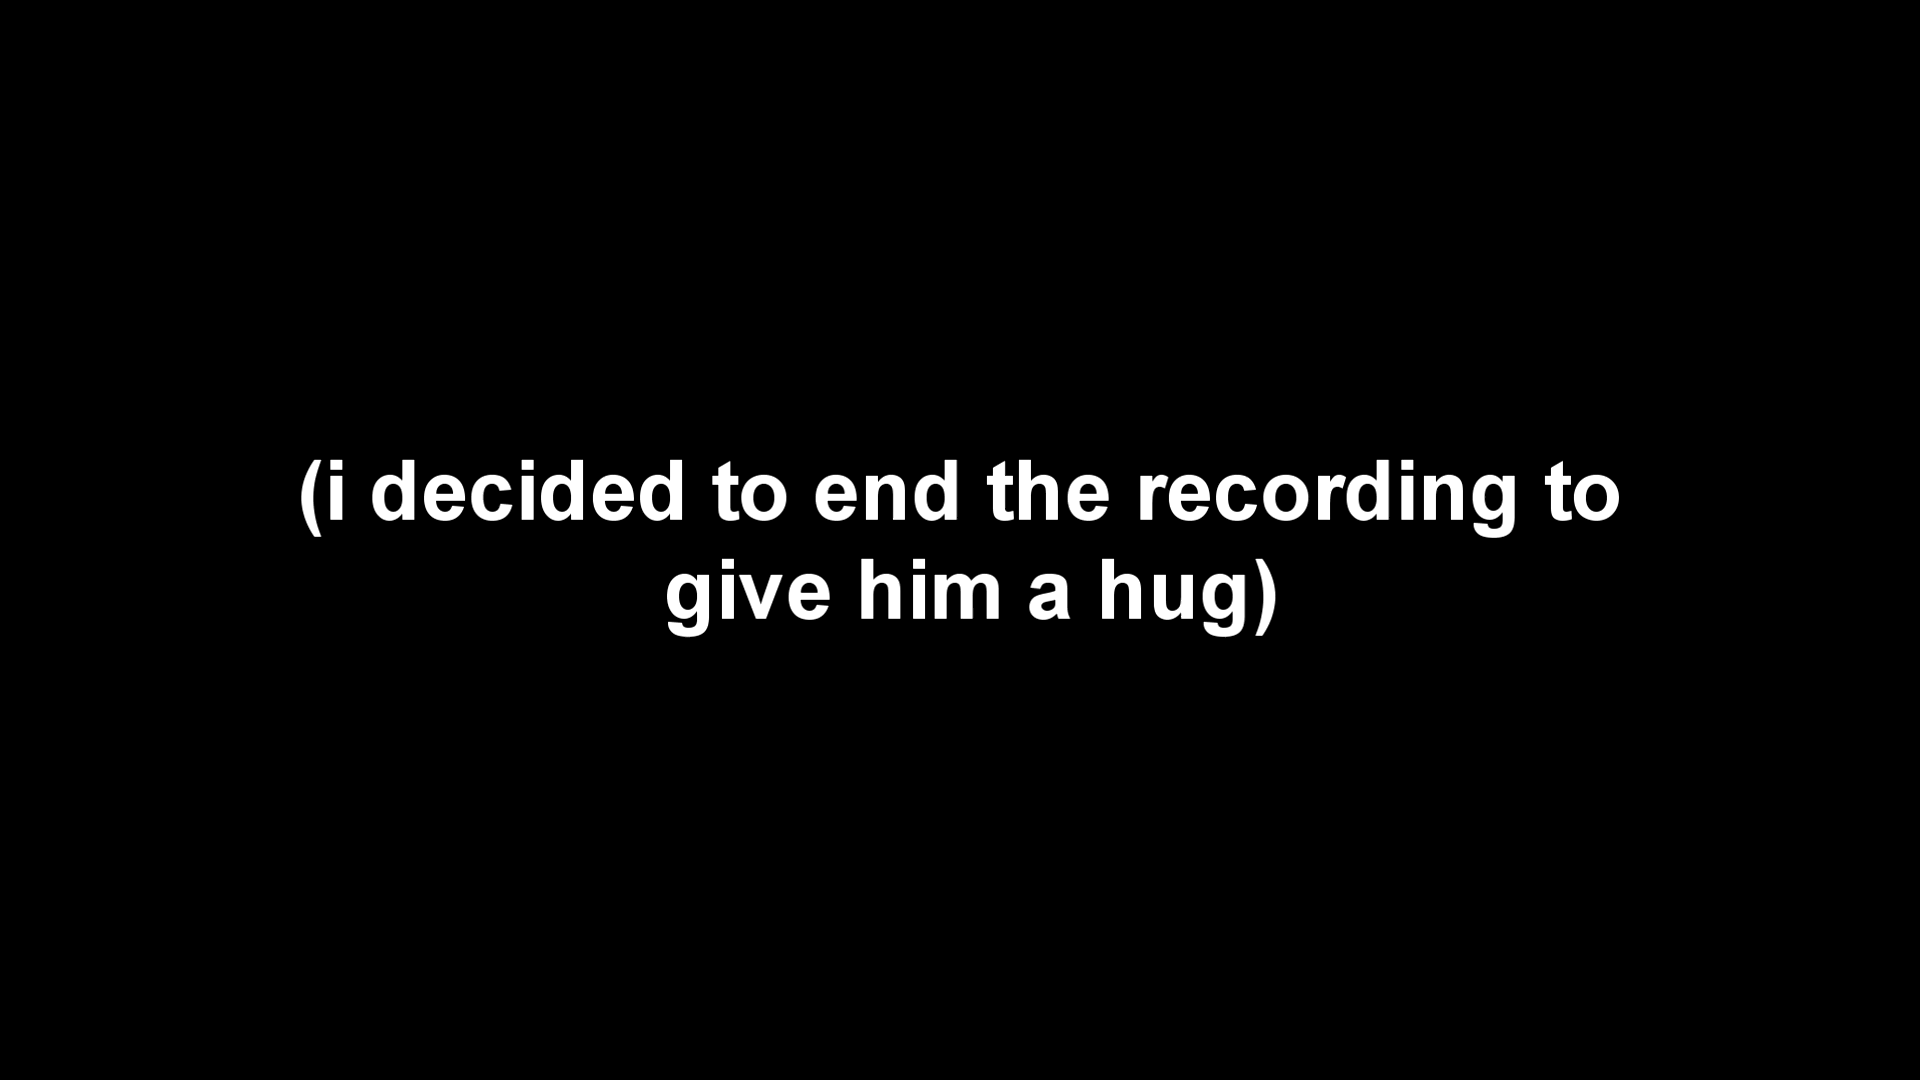 (i decided to end the recording to
give him a hug)